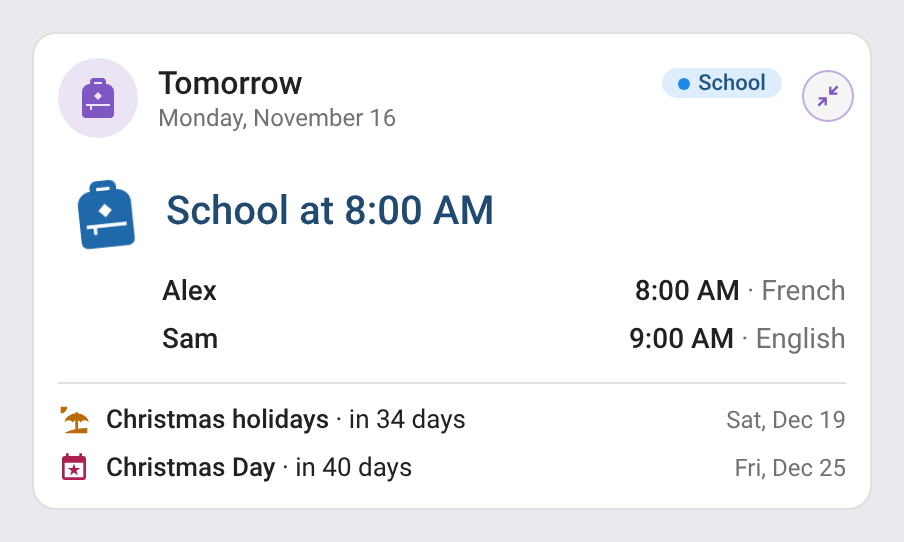 Tomorrow
School
Monday, November 16
School at 8:00 AM
Alex 8:00 AM · French
Sam 9:00 AM · English
Christmas holidays · in 34 days Sat, Dec 19
Christmas Day · in 40 days Fri, Dec 25